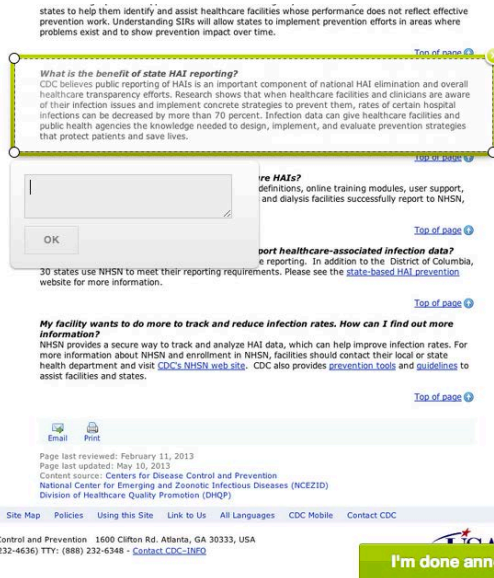 states to help them identify and assist healthcare facilities whose performance does not reflect effective
prevention work. Understanding SIRs will allow states to implement prevention efforts in areas where
problems exist and to show prevention impact over time.
Top of page
What is the benefit of state HAI reporting?
CDC believes public reporting of HAIs is an important component of national HAI elimination and overall
healthcare transparency efforts. Research shows that when healthcare facilities and clinicians are aware
of their infection issues and implement concrete strategies to prevent them, rates of certain hospital
infections can be decreased by more than 70 percent. Infection data can give healthcare facilities and
public health agencies the knowledge needed to design, implement, and evaluate prevention strategies
that protect patients and save lives.
Top of page
re HAIs?
definitions, online training modules, user support,
and dialysis facilities successfully report to NHSN,
OK
Top of page
port healthcare-associated infection data?
e reporting. In addition to the District of Columbia,
30 states use NHSN to meet their reporting requirements. Please see the state-based HAI prevention
website for more information.
Top of page
My facility wants to do more to track and reduce infection rates. How can I find out more
information?
NHSN provides a secure way to track and analyze HAI data, which can help improve infection rates. For
more information about NHSN and enrollment in NHSN, facilities should contact their local or state
health department and visit CDC's NHSN web site. CDC also provides prevention tools and guidelines to
assist facilities and states.
Top of page
Email Print
Page last reviewed: February 11, 2013
Page last updated: May 10, 2013
Content source: Centers for Disease Control and Prevention
National Center for Emerging and Zoonotic Infectious Diseases (NCEZID)
Division of Healthcare Quality Promotion (DHQP)
Site Map Policies Using this Site Link to Us All Languages CDC Mobile Contact CDC
Control and Prevention 1600 Clifton Rd. Atlanta, GA 30333, USA
232-4636) TTY: (888) 232-6348 - Contact CDC–INFO
I'm done ann